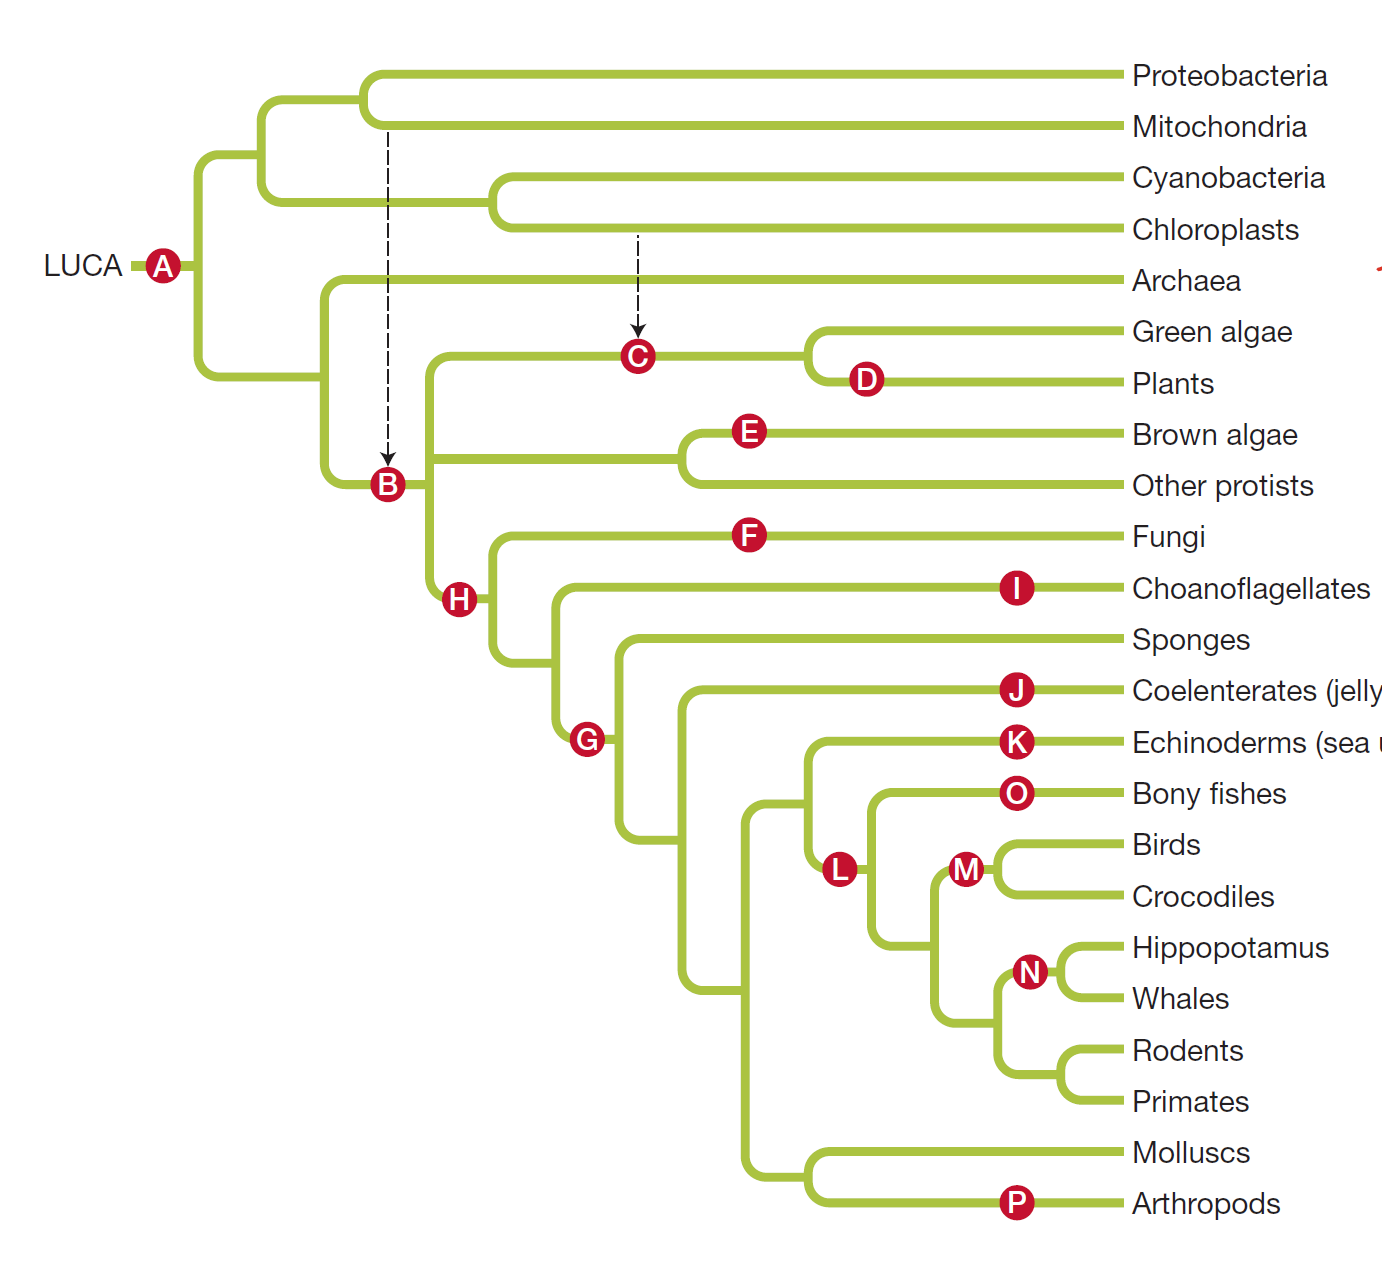 Proteobacteria
Mitochondria
Cyanobacteria
Chloroplasts
LUCA A
Archaea
Green algae
C
D Plants
E Brown algae
B Other protists
F Fungi
H
I Choanoflagellates
Sponges
J Coelenterates (jelly
G
K Echinoderms (sea
O Bony fishes
Birds
L M
Crocodiles
Hippopotamus
N
Whales
Rodents
Primates
Molluscs
P Arthropods